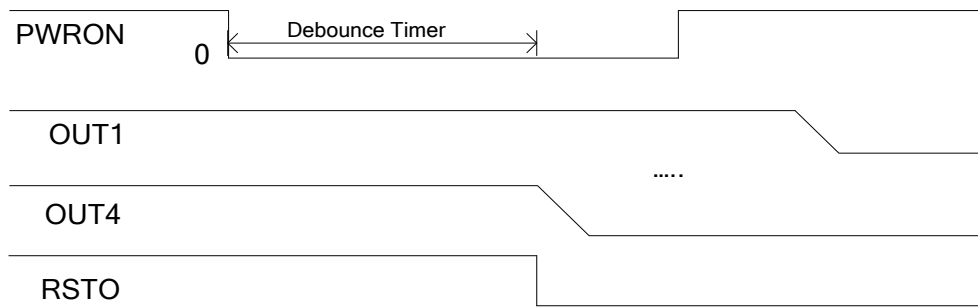 PWRON
Debounce Timer
0
OUT1
.....
OUT4
RSTO